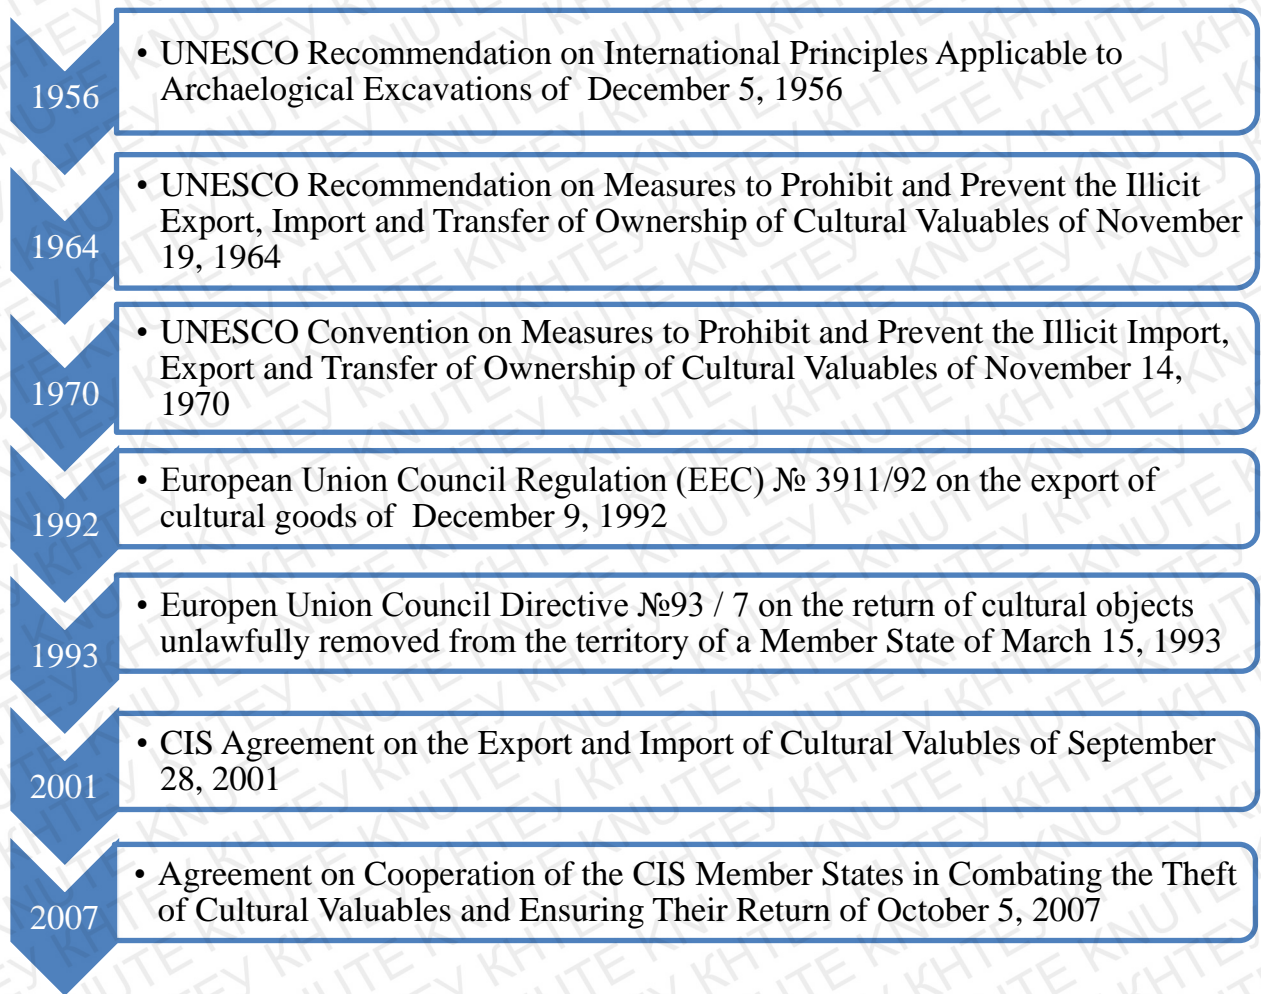 1956
• UNESCO Recommendation on International Principles Applicable to
Archaelogical Excavations of December 5, 1956
1964
• UNESCO Recommendation on Measures to Prohibit and Prevent the Illicit
Export, Import and Transfer of Ownership of Cultural Valuables of November
19, 1964
1970
• UNESCO Convention on Measures to Prohibit and Prevent the Illicit Import,
Export and Transfer of Ownership of Cultural Valuables of November 14,
1970
1992
• European Union Council Regulation (EEC) № 3911/92 on the export of
cultural goods of December 9, 1992
1993
• Europen Union Council Directive №93 / 7 on the return of cultural objects
unlawfully removed from the territory of a Member State of March 15, 1993
2001
• CIS Agreement on the Export and Import of Cultural Valubles of September
28, 2001
2007
• Agreement on Cooperation of the CIS Member States in Combating the Theft
of Cultural Valuables and Ensuring Their Return of October 5, 2007